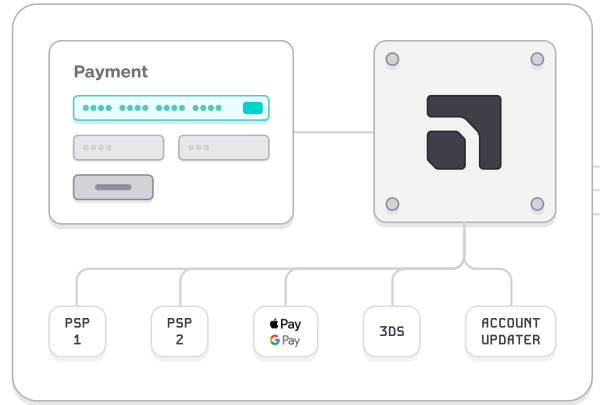 Payment
PSP
1
PSP
2
Pay
G Pay
3DS
ACCOUNT
UPDATER